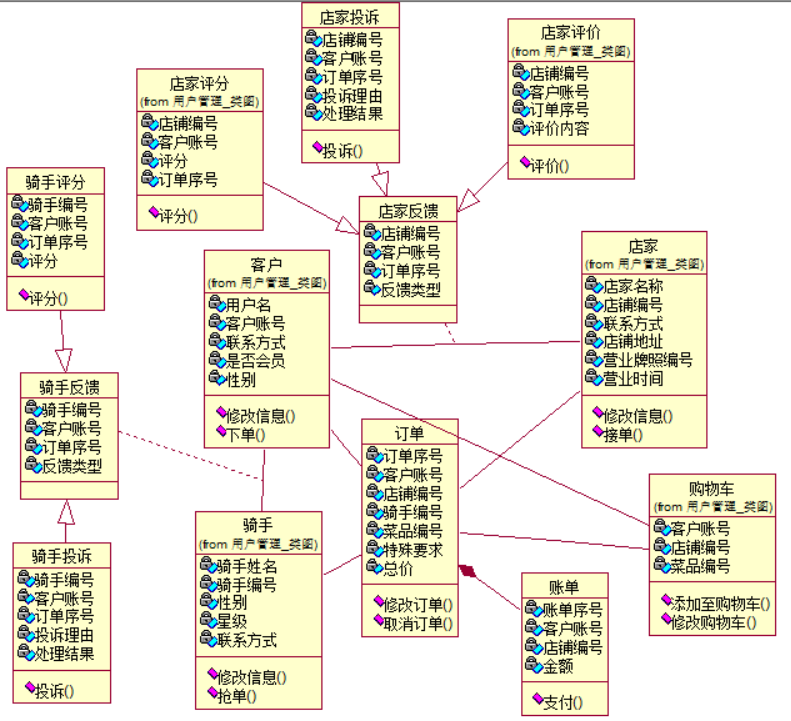 店家投诉
店铺编号
客户账号
订单序号
投诉理由
处理结果
投诉()
店家评价
(from 用户管理_类图)
店铺编号
客户账号
订单序号
评价内容
评价()
店家评分
(from 用户管理_类图)
店铺编号
客户账号
评分
订单序号
评分()
骑手评分
骑手编号
客户账号
订单序号
评分
评分()
店家反馈
店铺编号
客户账号
订单序号
反馈类型
客户
(from 用户管理_类图)
用户名
客户账号
联系方式
是否会员
性别
修改信息()
下单()
店家
(from 用户管理_类图)
店家名称
店铺编号
联系方式
店铺地址
营业牌照编号
营业时间
修改信息()
接单()
骑手反馈
骑手编号
客户账号
订单序号
反馈类型
订单
订单序号
客户账号
店铺编号
骑手编号
菜品编号
特殊要求
总价
修改订单()
取消订单()
购物车
(from 用户管理_类图)
客户账号
店铺编号
菜品编号
添加至购物车()
修改购物车()
骑手
(from 用户管理_类图)
骑手姓名
骑手编号
性别
星级
联系方式
修改信息()
抢单()
骑手投诉
骑手编号
客户账号
订单序号
投诉理由
处理结果
投诉()
账单
账单序号
客户账号
店铺编号
金额
支付()